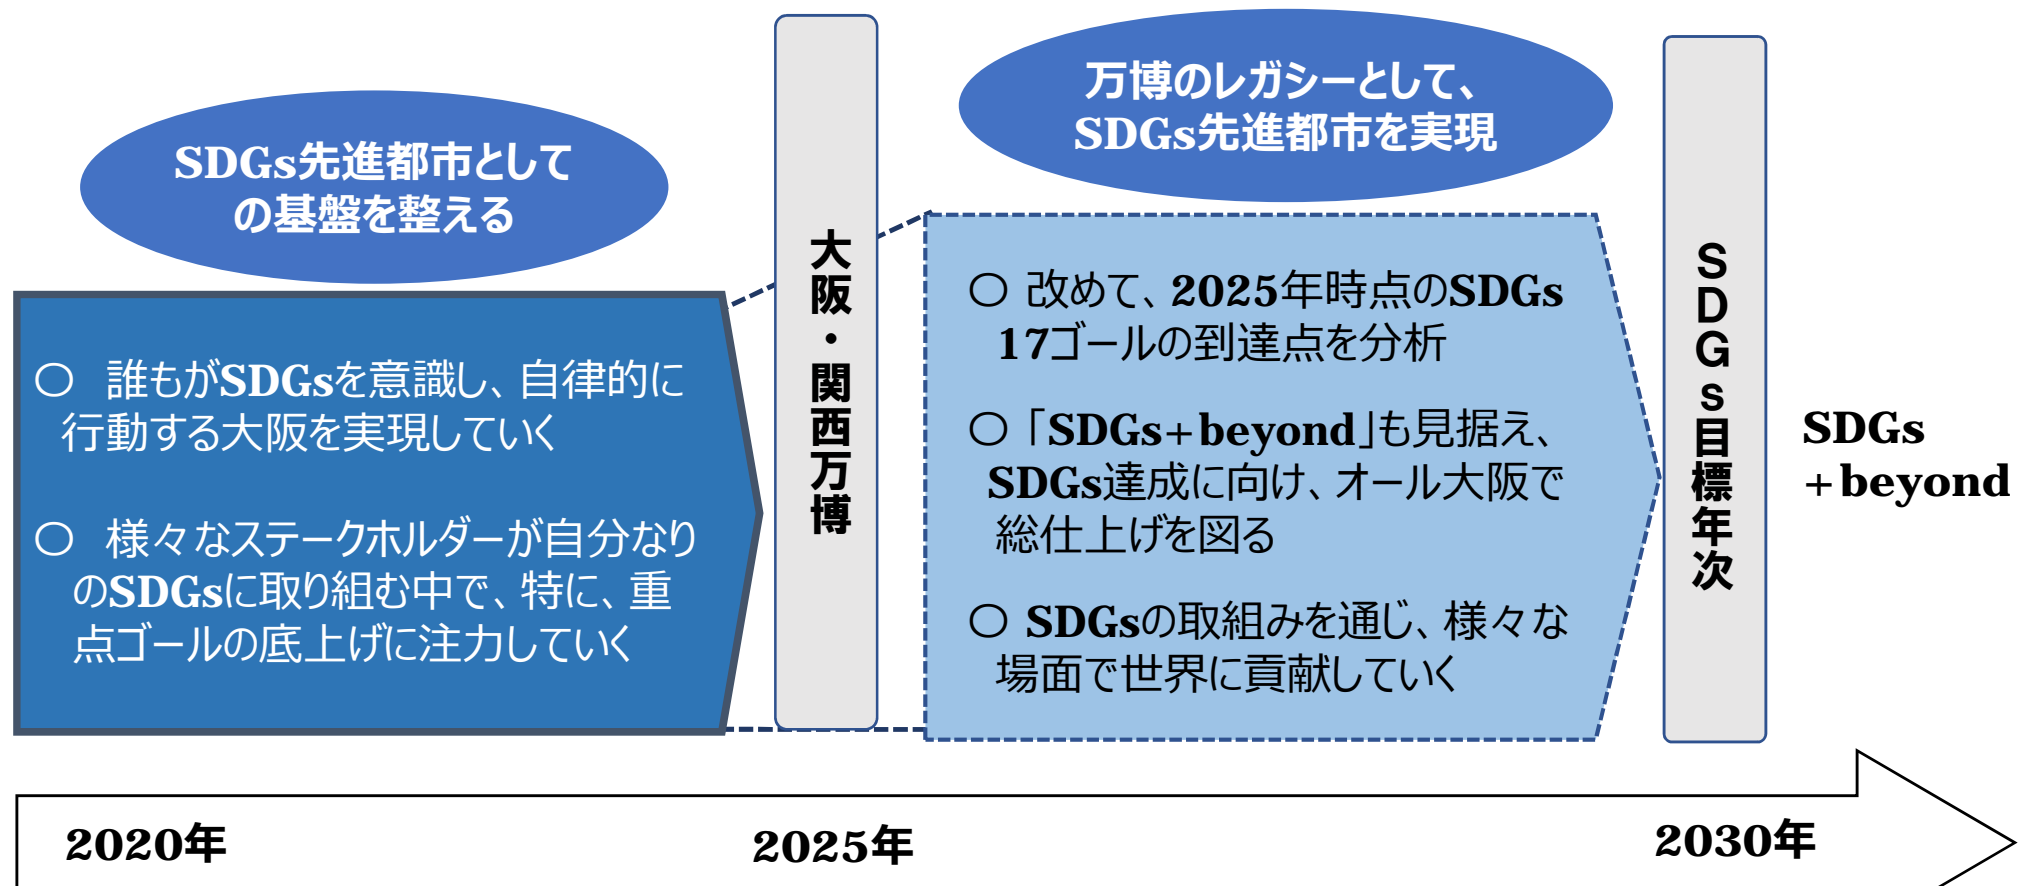 SDGs先進都市として
の基盤を整える
○　誰もがSDGsを意識し、自律的に
行動する大阪を実現していく
○　様々なステークホルダーが自分なり
のSDGsに取り組む中で、特に、重
点ゴールの底上げに注力していく
大阪・関西万博
万博のレガシーとして、
SDGs先進都市を実現
○ 改めて、2025年時点のSDGs
17ゴールの到達点を分析
○「SDGs+beyond」も見据え、
SDGs達成に向け、オール大阪で
総仕上げを図る
○ SDGsの取組みを通じ、様々な
場面で世界に貢献していく
SDGs目標年次
SDGs
+beyond
2020年
2025年
2030年